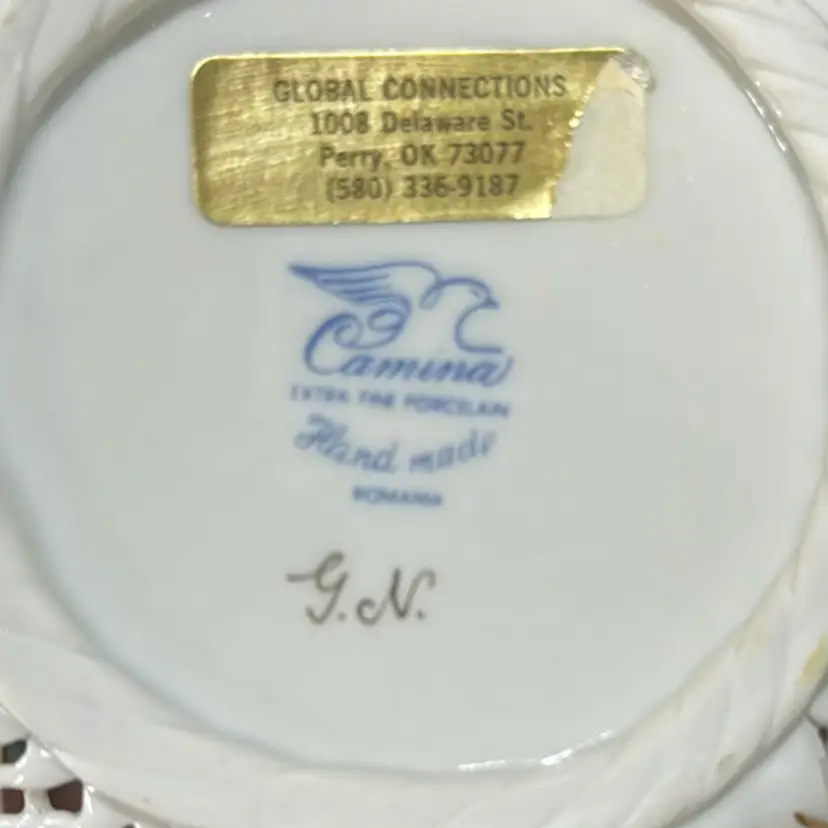 GLOBAL CONNECTIONS
1008 Delaware St.
Perry, OK 73077
(580) 336-9187
Camina
EXTRA FINE PORCELAIN
Hand made
ROMANIA
G.N.